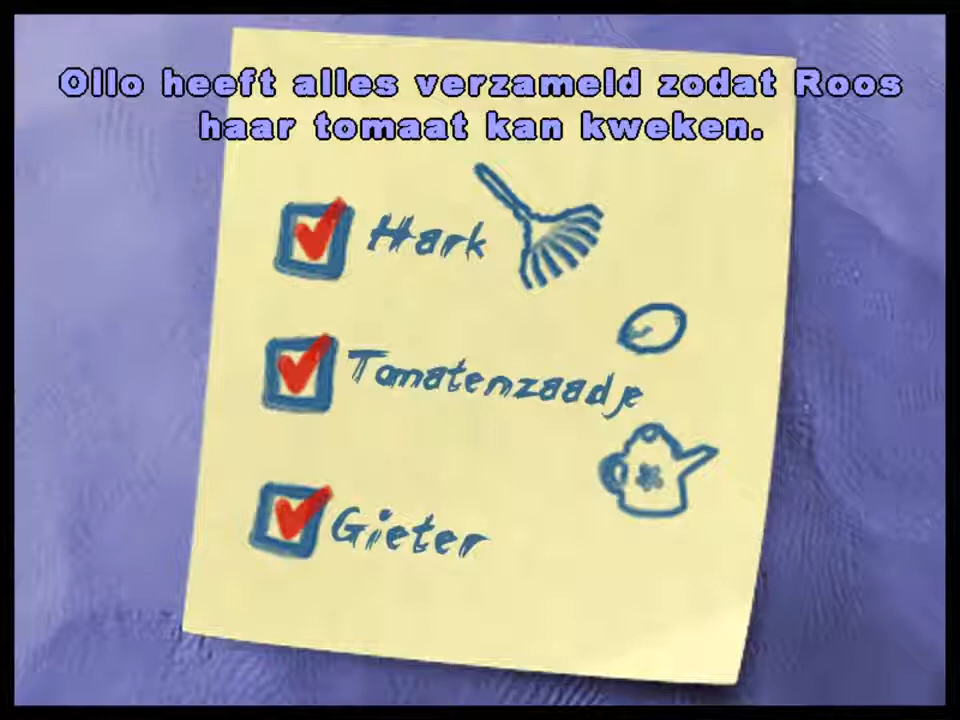 Ollo heeft alles verzameld zodat Roos
haar tomaat kan kweken.
Hark
Tomatenzaadje
Gieter